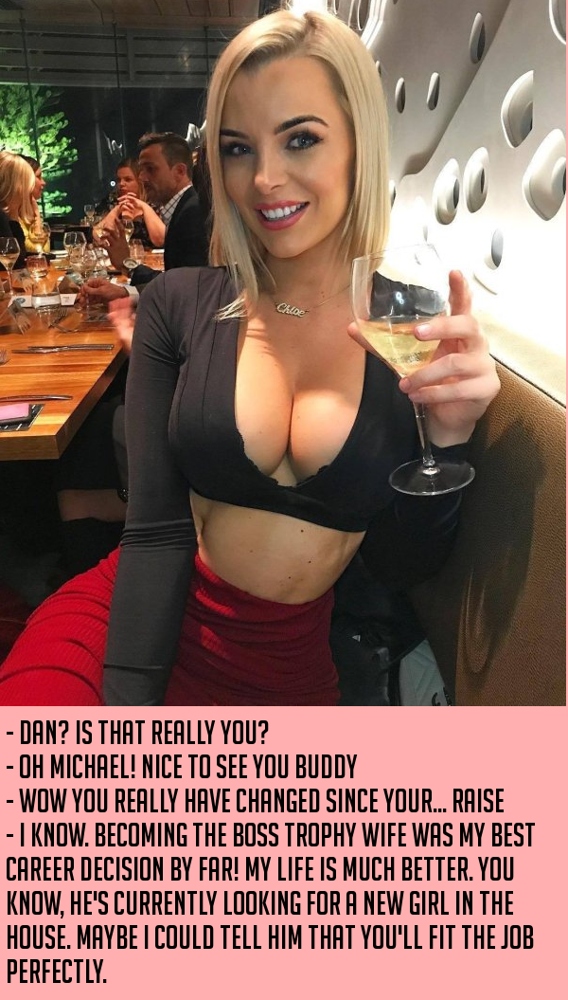 Chloe
- DAN? IS THAT REALLY YOU?
- OH MICHAEL! NICE TO SEE YOU BUDDY
- WOW YOU REALLY HAVE CHANGED SINCE YOUR... RAISE
- I KNOW. BECOMING THE BOSS TROPHY WIFE WAS MY BEST
CAREER DECISION BY FAR! MY LIFE IS MUCH BETTER. YOU
KNOW, HE'S CURRENTLY LOOKING FOR A NEW GIRL IN THE
HOUSE. MAYBE I COULD TELL HIM THAT YOU'LL FIT THE JOB
PERFECTLY.